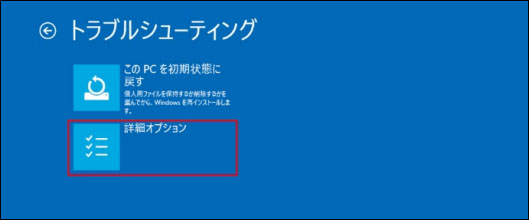 トラブルシューティング
この PC を初期状態に
戻す
個人用ファイルを保持するか削除するかを
選んでから、Windows を再インストールしま
す。
詳細オプション